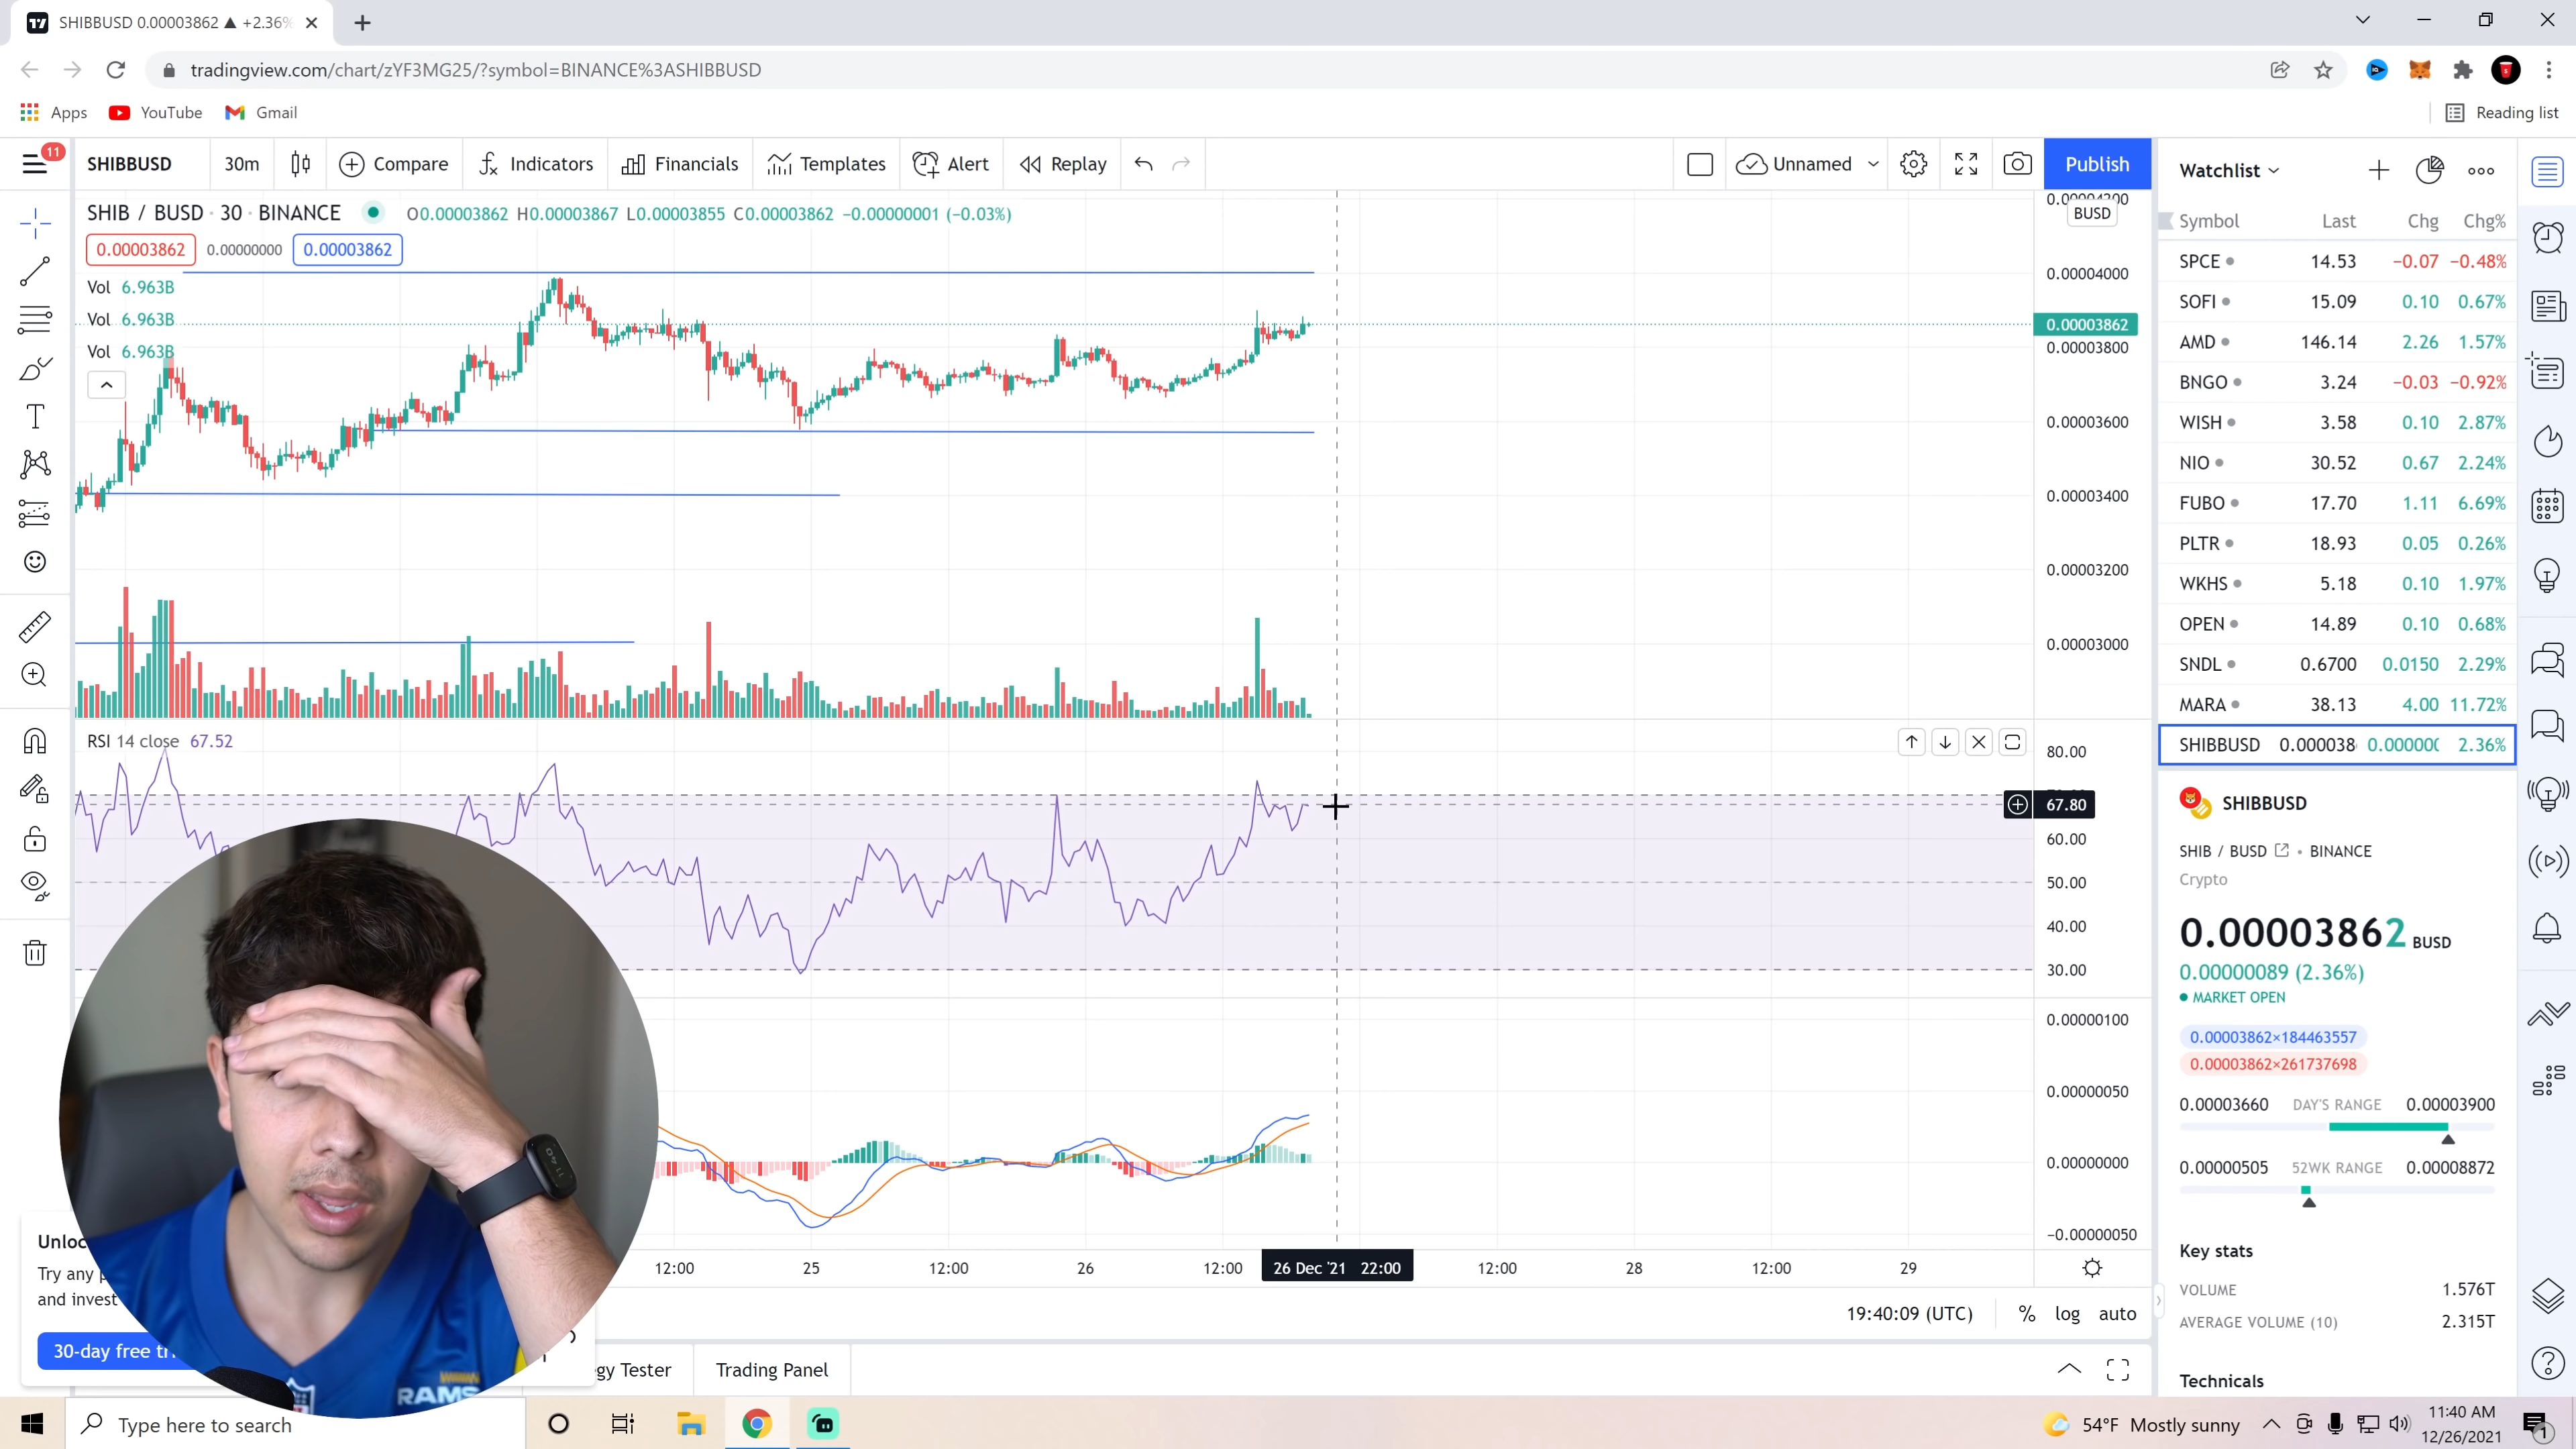 SHIBBUSD 0.00003862 ▲ +2.36%
tradingview.com/chart/zYF3MG25/?symbol=BINANCE%3ASHIBBUSD
Apps YouTube Gmail Reading list
11
SHIBBUSD 30m Compare Indicators Financials Templates Alert Replay Unnamed Publish
SHIB / BUSD · 30 · BINANCE O0.00003862 H0.00003867 L0.00003855 C0.00003862 −0.00000001 (−0.03%)
0.00003862 0.00000000 0.00003862
Vol 6.963B
Vol 6.963B
Vol 6.963B
BUSD
0.00004000
0.00003862
0.00003800
0.00003600
0.00003400
0.00003200
0.00003000
RSI 14 close 67.52
80.00
67.80
60.00
50.00
40.00
30.00
0.00000100
0.00000050
0.00000000
−0.00000050
12:00 25 12:00 26 12:00 26 Dec '21 22:00 12:00 28 12:00 29
19:40:09 (UTC) % log auto
Try any
and invest
30-day free
Tester Trading Panel
RAMS
Watchlist
Symbol Last Chg Chg%
SPCE 14.53 −0.07 −0.48%
SOFI 15.09 0.10 0.67%
AMD 146.14 2.26 1.57%
BNGO 3.24 −0.03 −0.92%
WISH 3.58 0.10 2.87%
NIO 30.52 0.67 2.24%
FUBO 17.70 1.11 6.69%
PLTR 18.93 0.05 0.26%
WKHS 5.18 0.10 1.97%
OPEN 14.89 0.10 0.68%
SNDL 0.6700 0.0150 2.29%
MARA 38.13 4.00 11.72%
SHIBBUSD 0.000038 0.000000 2.36%
SHIBBUSD
SHIB / BUSD • BINANCE
Crypto
0.00003862 BUSD
0.00000089 (2.36%)
MARKET OPEN
0.00003862×184463557
0.00003862×261737698
0.00003660 DAY'S RANGE 0.00003900
0.00000505 52WK RANGE 0.00008872
Key stats
VOLUME 1.576T
AVERAGE VOLUME (10) 2.315T
Technicals
Type here to search
54°F Mostly sunny
11:40 AM
12/26/2021
1